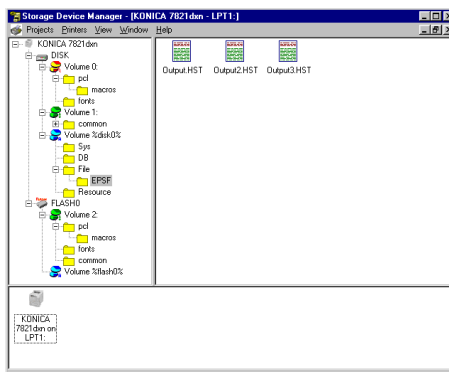 Storage Device Manager - [KONICA 7821dxn - LPT1:]
Projects Printers View Window Help
KONICA 7821dxn
DISK
Volume 0:
pcl
macros
fonts
Volume 1:
common
Volume %disk0%
Sys
DB
File
EPSF
Resource
FLASH0
Volume 2:
pcl
macros
fonts
common
Volume %flash0%
Output.HST Output2.HST Output3.HST
KONICA
7821dxn on
LPT1: